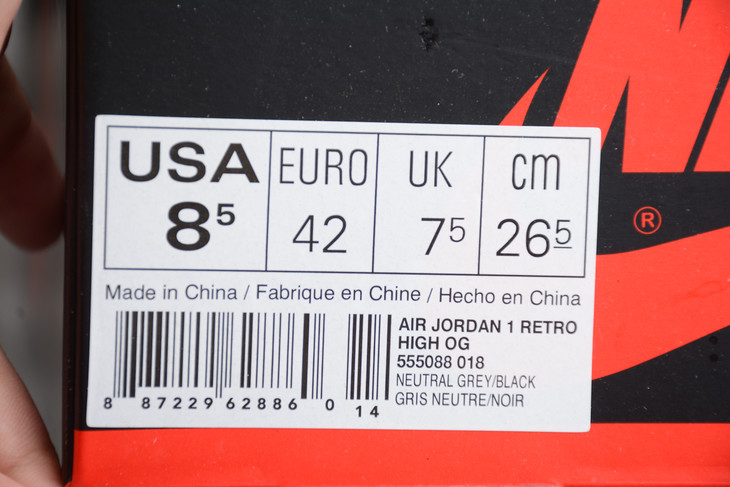 USA EURO UK cm
8⁵ 42 7⁵ 26⁵
Made in China / Fabrique en Chine / Hecho en China
AIR JORDAN 1 RETRO
HIGH OG
555088 018
NEUTRAL GREY/BLACK
GRIS NEUTRE/NOIR
8 87229 62886 0 14
®